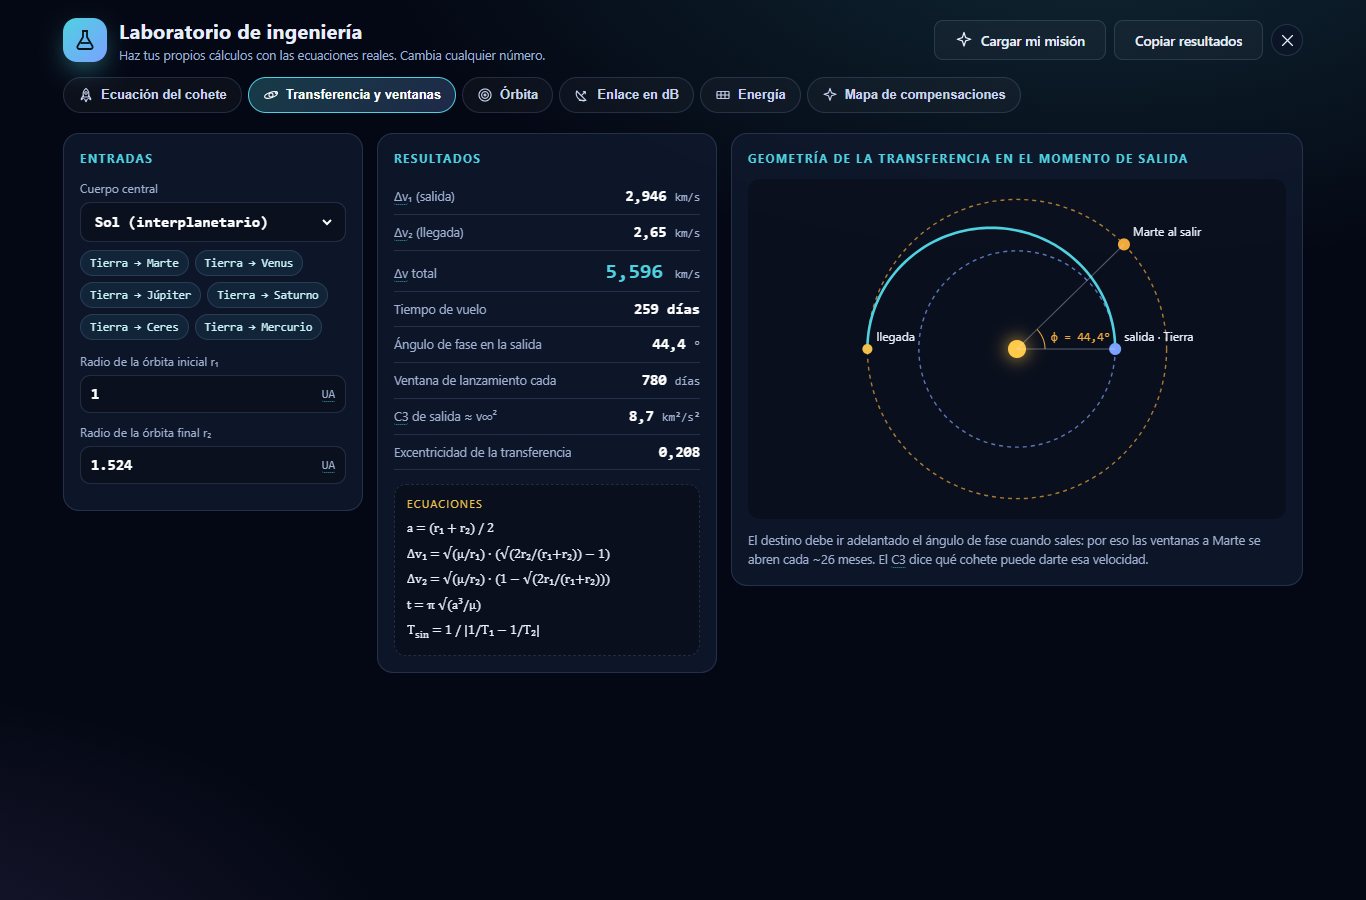 Laboratorio de ingeniería
Haz tus propios cálculos con las ecuaciones reales. Cambia cualquier número.
Cargar mi misión
Copiar resultados
Ecuación del cohete
Transferencia y ventanas
Órbita
Enlace en dB
Energía
Mapa de compensaciones
ENTRADAS
Cuerpo central
Sol (interplanetario)
Tierra → Marte
Tierra → Venus
Tierra → Júpiter
Tierra → Saturno
Tierra → Ceres
Tierra → Mercurio
Radio de la órbita inicial r₁
1 UA
Radio de la órbita final r₂
1.524 UA
RESULTADOS
Δv₁ (salida) 2,946 km/s
Δv₂ (llegada) 2,65 km/s
Δv total 5,596 km/s
Tiempo de vuelo 259 días
Ángulo de fase en la salida 44,4 °
Ventana de lanzamiento cada 780 días
C3 de salida ≈ v∞² 8,7 km²/s²
Excentricidad de la transferencia 0,208
ECUACIONES
a = (r₁ + r₂) / 2
Δv₁ = √(μ/r₁) · (√(2r₂/(r₁+r₂)) − 1)
Δv₂ = √(μ/r₂) · (1 − √(2r₁/(r₁+r₂)))
t = π √(a³/μ)
Tsin = 1 / |1/T₁ − 1/T₂|
GEOMETRÍA DE LA TRANSFERENCIA EN EL MOMENTO DE SALIDA
Marte al salir
llegada
ϕ = 44,4°
salida · Tierra
El destino debe ir adelantado el ángulo de fase cuando sales: por eso las ventanas a Marte se
abren cada ~26 meses. El C3 dice qué cohete puede darte esa velocidad.